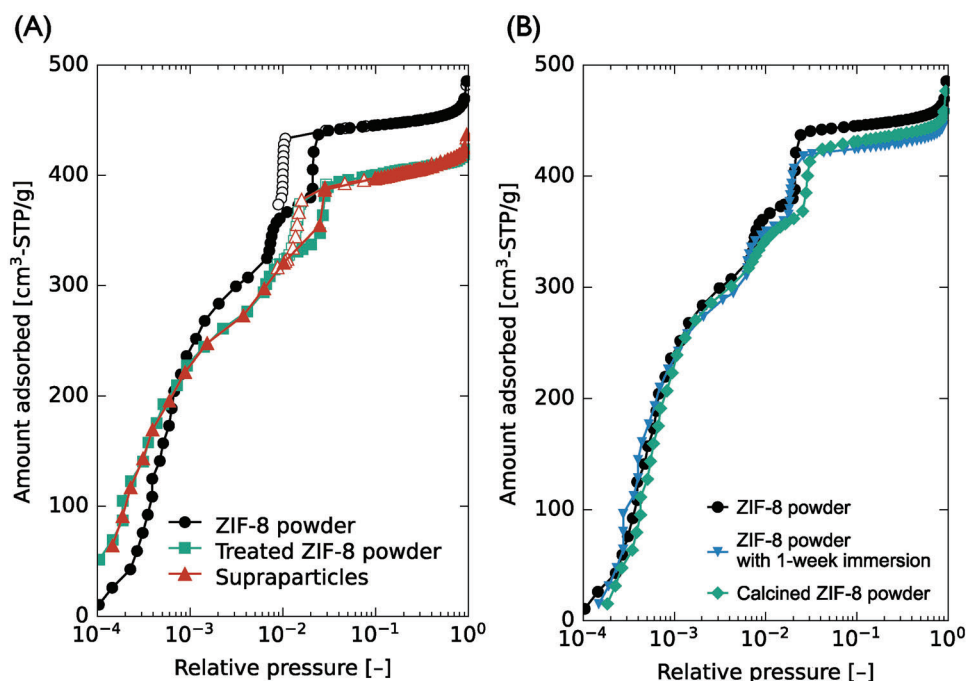 (A)
500
400
300
200
100
0
10⁻⁴ 10⁻³ 10⁻² 10⁻¹ 10⁰
Amount adsorbed [cm³-STP/g]
Relative pressure [–]
ZIF-8 powder
Treated ZIF-8 powder
Supraparticles
(B)
500
400
300
200
100
0
10⁻⁴ 10⁻³ 10⁻² 10⁻¹ 10⁰
Amount adsorbed [cm³-STP/g]
Relative pressure [–]
ZIF-8 powder
ZIF-8 powder
with 1-week immersion
Calcined ZIF-8 powder